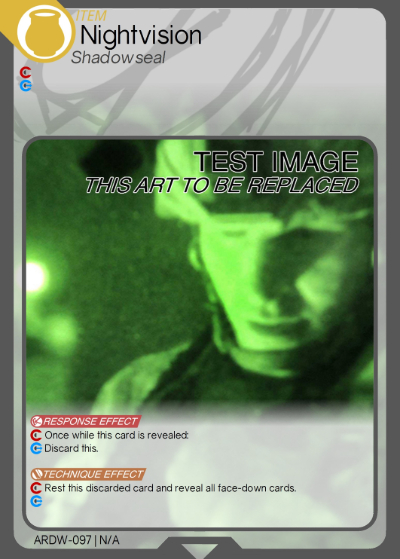 ITEM
Nightvision
Shadowseal
C
C
TEST IMAGE
THIS ART TO BE REPLACED
RESPONSE EFFECT
C Once while this card is revealed:
C Discard this.
TECHNIQUE EFFECT
C Rest this discarded card and reveal all face-down cards.
C
ARDW-097 | N/A